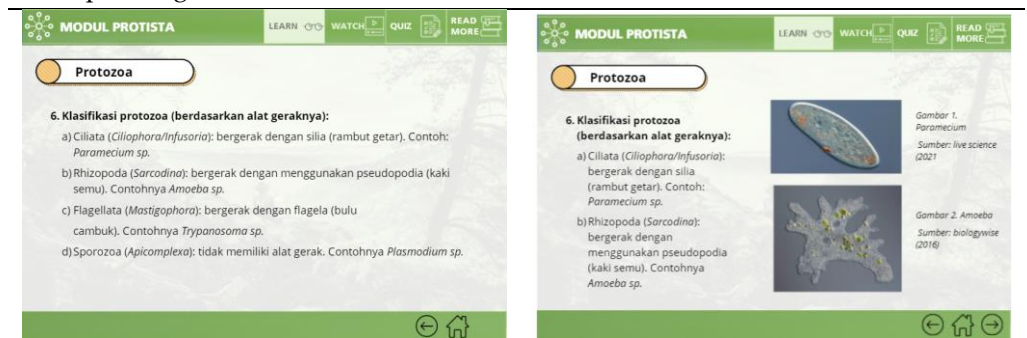 MODUL PROTISTA
LEARN
WATCH
QUIZ
READ
MORE
Protozoa
6. Klasifikasi protozoa (berdasarkan alat geraknya):
a) Ciliata (Ciliophora/Infusoria): bergerak dengan silia (rambut getar). Contoh:
Paramecium sp.
b) Rhizopoda (Sarcodina): bergerak dengan menggunakan pseudopodia (kaki
semu). Contohnya Amoeba sp.
c) Flagellata (Mastigophora): bergerak dengan flagela (bulu
cambuk). Contohnya Trypanosoma sp.
d) Sporozoa (Apicomplexa): tidak memiliki alat gerak. Contohnya Plasmodium sp.
MODUL PROTISTA
LEARN
WATCH
QUIZ
READ
MORE
Protozoa
6. Klasifikasi protozoa
(berdasarkan alat geraknya):
a) Ciliata (Ciliophora/Infusoria):
bergerak dengan silia
(rambut getar). Contoh:
Paramecium sp.
b) Rhizopoda (Sarcodina):
bergerak dengan
menggunakan pseudopodia
(kaki semu). Contohnya
Amoeba sp.
Gambar 1.
Paramecium
Sumber: live science
(2021
Gambar 2. Amoeba
Sumber: biologywise
(2016)